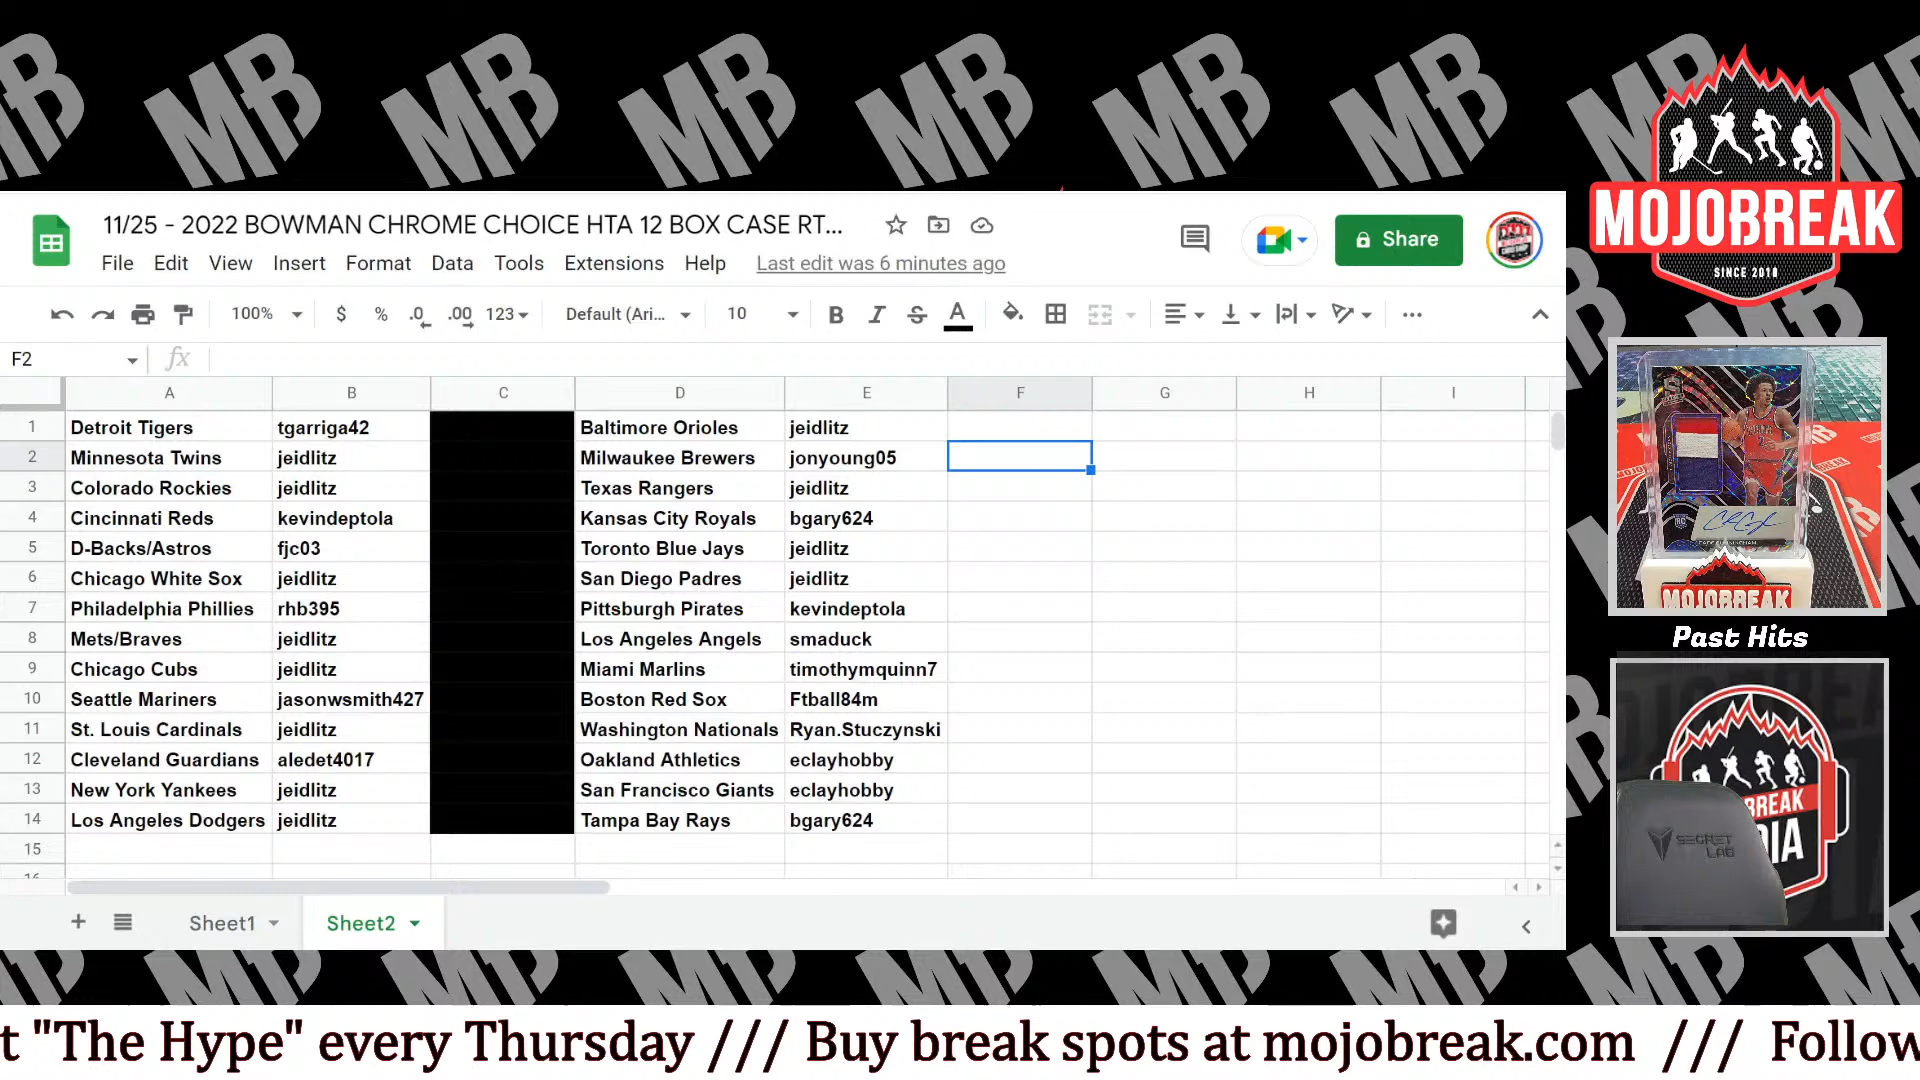 MOJOBREAK
SINCE 2010
11/25 - 2022 BOWMAN CHROME CHOICE HTA 12 BOX CASE RT...
Share
File Edit View Insert Format Data Tools Extensions Help Last edit was 6 minutes ago
100% $ % .0 .00 123 Default (Ari... 10 B I S A ...
F2 fx
A B C D E F G H I
1 Detroit Tigers tgarriga42 Baltimore Orioles jeidlitz
2 Minnesota Twins jeidlitz Milwaukee Brewers jonyoung05
3 Colorado Rockies jeidlitz Texas Rangers jeidlitz
4 Cincinnati Reds kevindeptola Kansas City Royals bgary624
5 D-Backs/Astros fjc03 Toronto Blue Jays jeidlitz
6 Chicago White Sox jeidlitz San Diego Padres jeidlitz
7 Philadelphia Phillies rhb395 Pittsburgh Pirates kevindeptola
8 Mets/Braves jeidlitz Los Angeles Angels smaduck
9 Chicago Cubs jeidlitz Miami Marlins timothymquinn7
10 Seattle Mariners jasonwsmith427 Boston Red Sox Ftball84m
11 St. Louis Cardinals jeidlitz Washington Nationals Ryan.Stuczynski
12 Cleveland Guardians aledet4017 Oakland Athletics eclayhobby
13 New York Yankees jeidlitz San Francisco Giants eclayhobby
14 Los Angeles Dodgers jeidlitz Tampa Bay Rays bgary624
15
Sheet1 Sheet2
MOJOBREAK
Past Hits
BREAK
DIA
SECRET
LAB
t "The Hype" every Thursday /// Buy break spots at mojobreak.com /// Follow